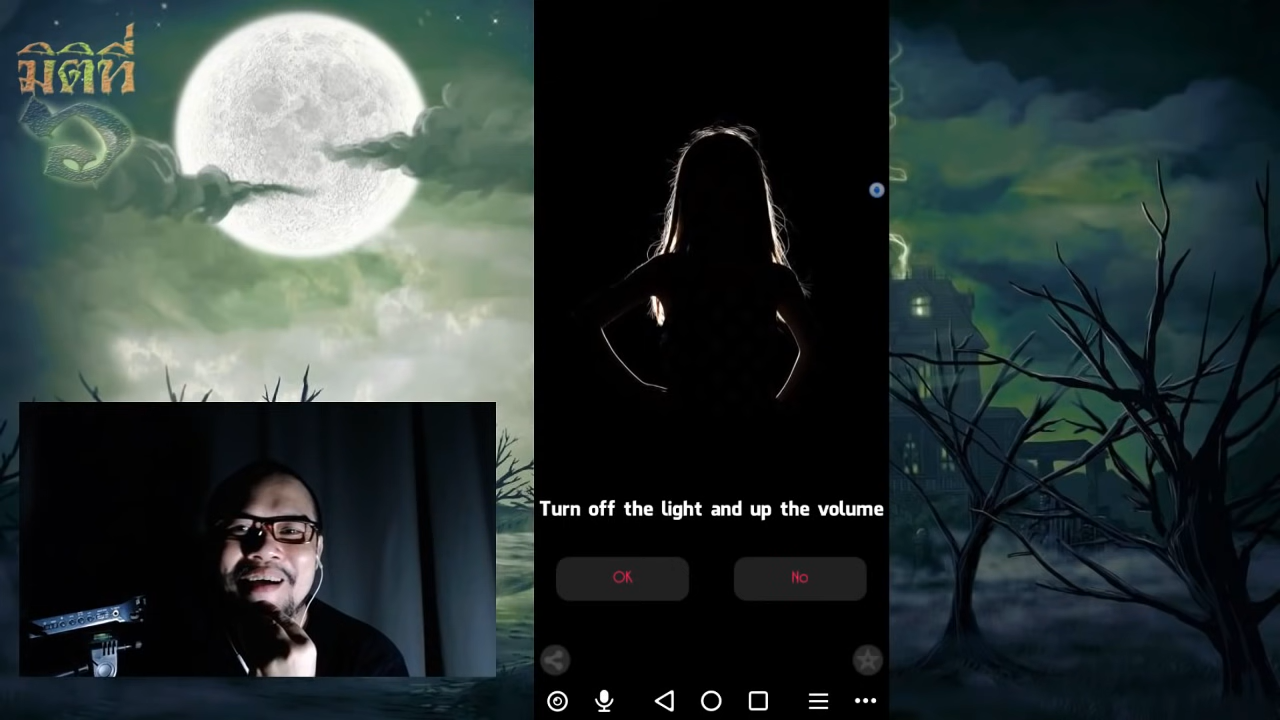 มิติที่
๖
Turn off the light and up the volume
OK
No